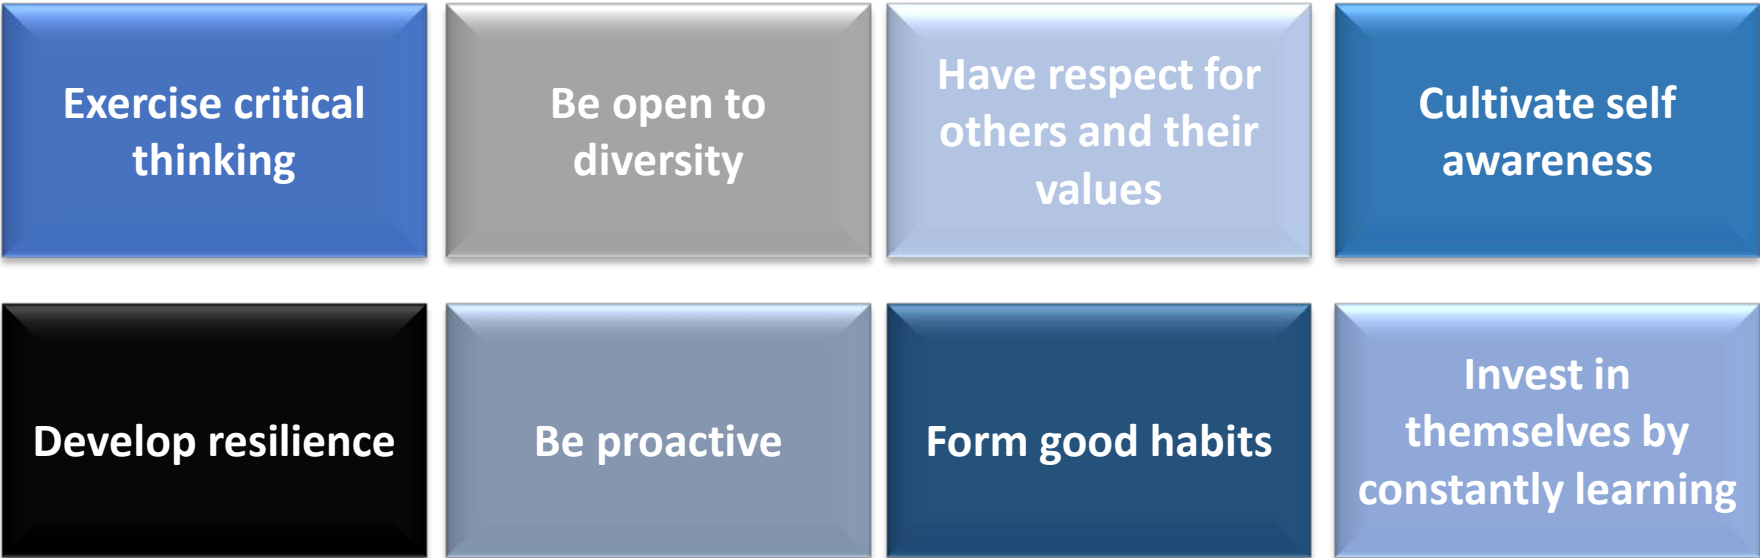 Exercise critical
thinking
Be open to
diversity
Have respect for
others and their
values
Cultivate self
awareness
Develop resilience
Be proactive
Form good habits
Invest in
themselves by
constantly learning